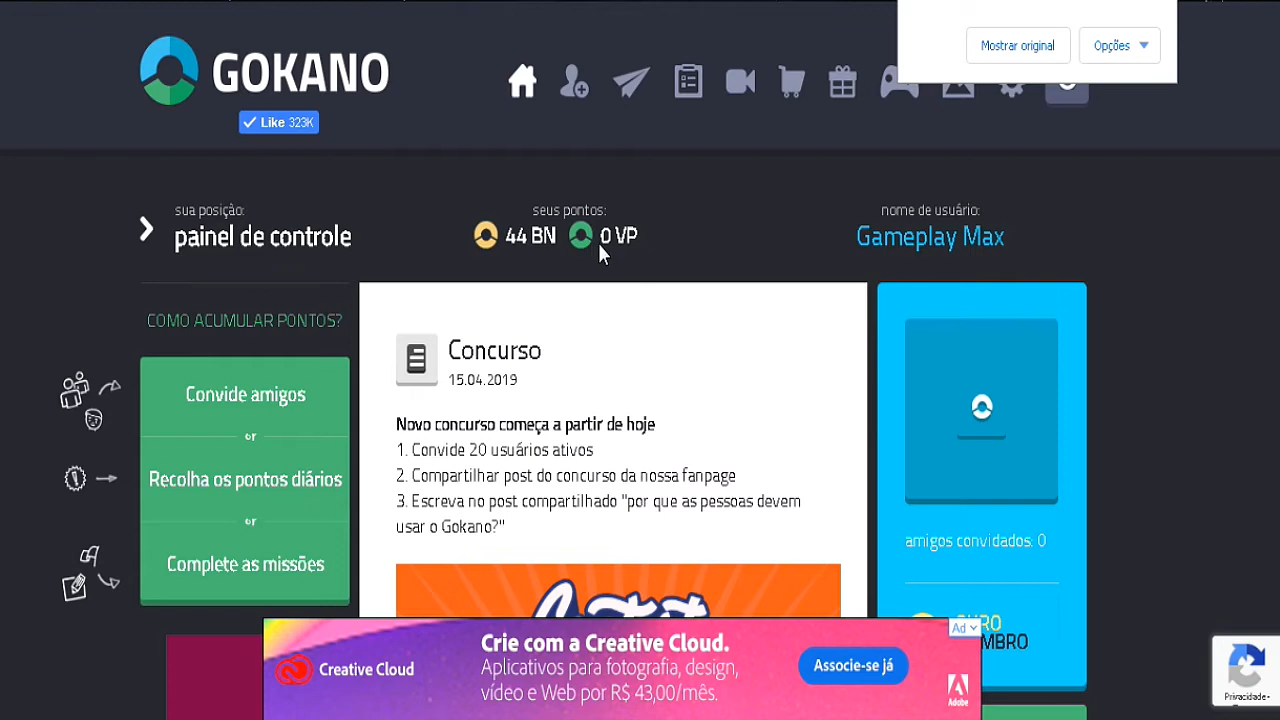 Mostrar original
Opções
GOKANO
Like 323K
sua posição:
painel de controle
seus pontos:
44 BN 0 VP
nome de usuário:
Gameplay Max
COMO ACUMULAR PONTOS?
Convide amigos
or
Recolha os pontos diários
or
Complete as missões
Concurso
15.04.2019
Novo concurso começa a partir de hoje
1. Convide 20 usuários ativos
2. Compartilhar post do concurso da nossa fanpage
3. Escreva no post compartilhado "por que as pessoas devem
usar o Gokano?"
amigos convidados: 0
Creative Cloud
Crie com a Creative Cloud.
Aplicativos para fotografia, design,
vídeo e Web por R$ 43,00/mês.
Associe-se já
Ad
Adobe
Privacidade